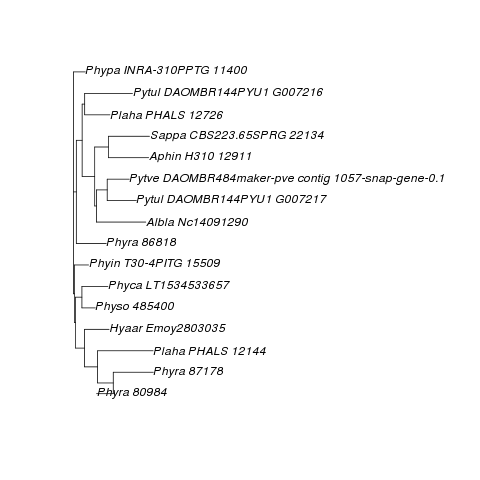 Phypa INRA-310PPTG 11400
Pytul DAOMBR144PYU1 G007216
Plaha PHALS 12726
Sappa CBS223.65SPRG 22134
Aphin H310 12911
Pytve DAOMBR484maker-pve contig 1057-snap-gene-0.1
Pytul DAOMBR144PYU1 G007217
Albla Nc14091290
Phyra 86818
Phyin T30-4PITG 15509
Phyca LT1534533657
Physo 485400
Hyaar Emoy2803035
Plaha PHALS 12144
Phyra 87178
Phyra 80984